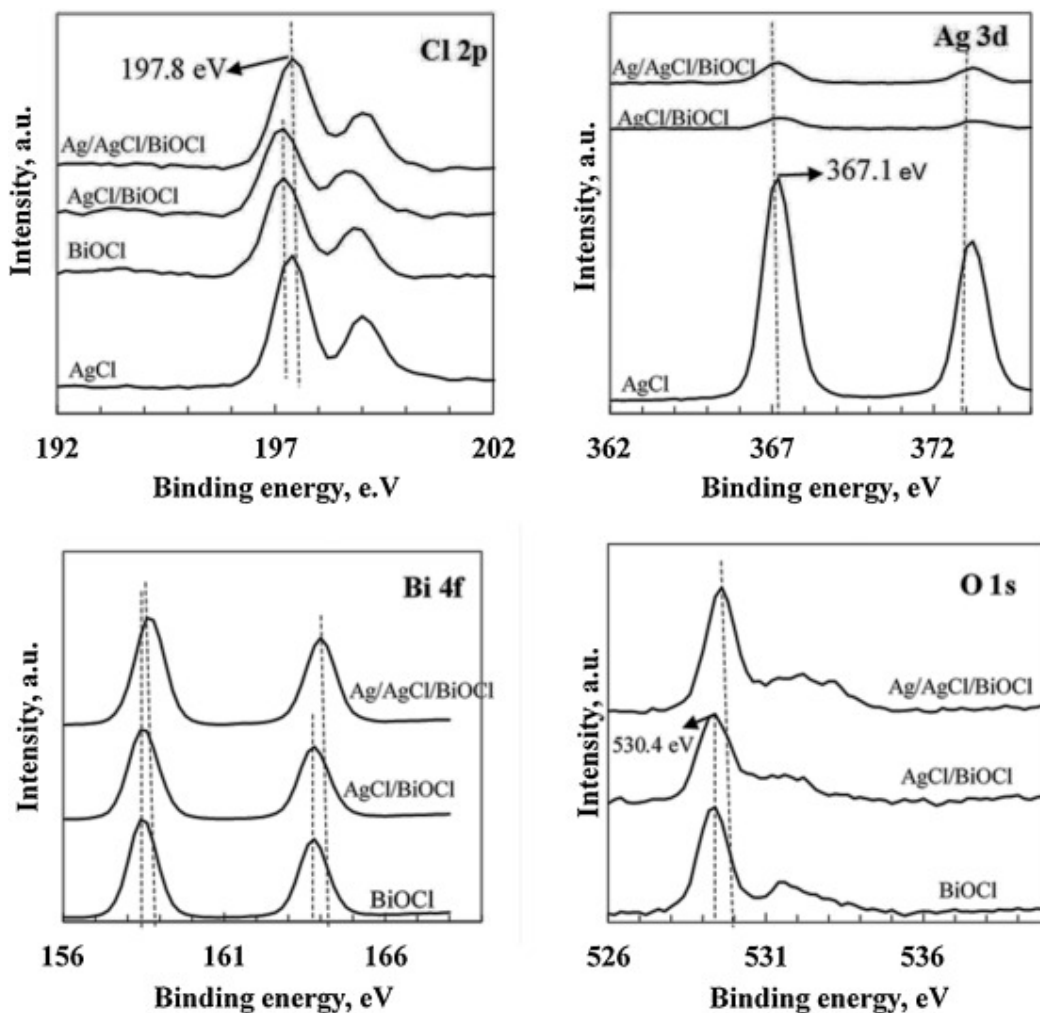 Cl 2p
197.8 eV
Ag/AgCl/BiOCl
AgCl/BiOCl
BiOCl
AgCl
Intensity, a.u.
192 197 202
Binding energy, e.V
Ag 3d
Ag/AgCl/BiOCl
AgCl/BiOCl
367.1 eV
AgCl
Intensity, a.u.
362 367 372
Binding energy, eV
Bi 4f
Ag/AgCl/BiOCl
AgCl/BiOCl
BiOCl
Intensity, a.u.
156 161 166
Binding energy, eV
O 1s
Ag/AgCl/BiOCl
530.4 eV
AgCl/BiOCl
BiOCl
Intensity, a.u.
526 531 536
Binding energy, eV